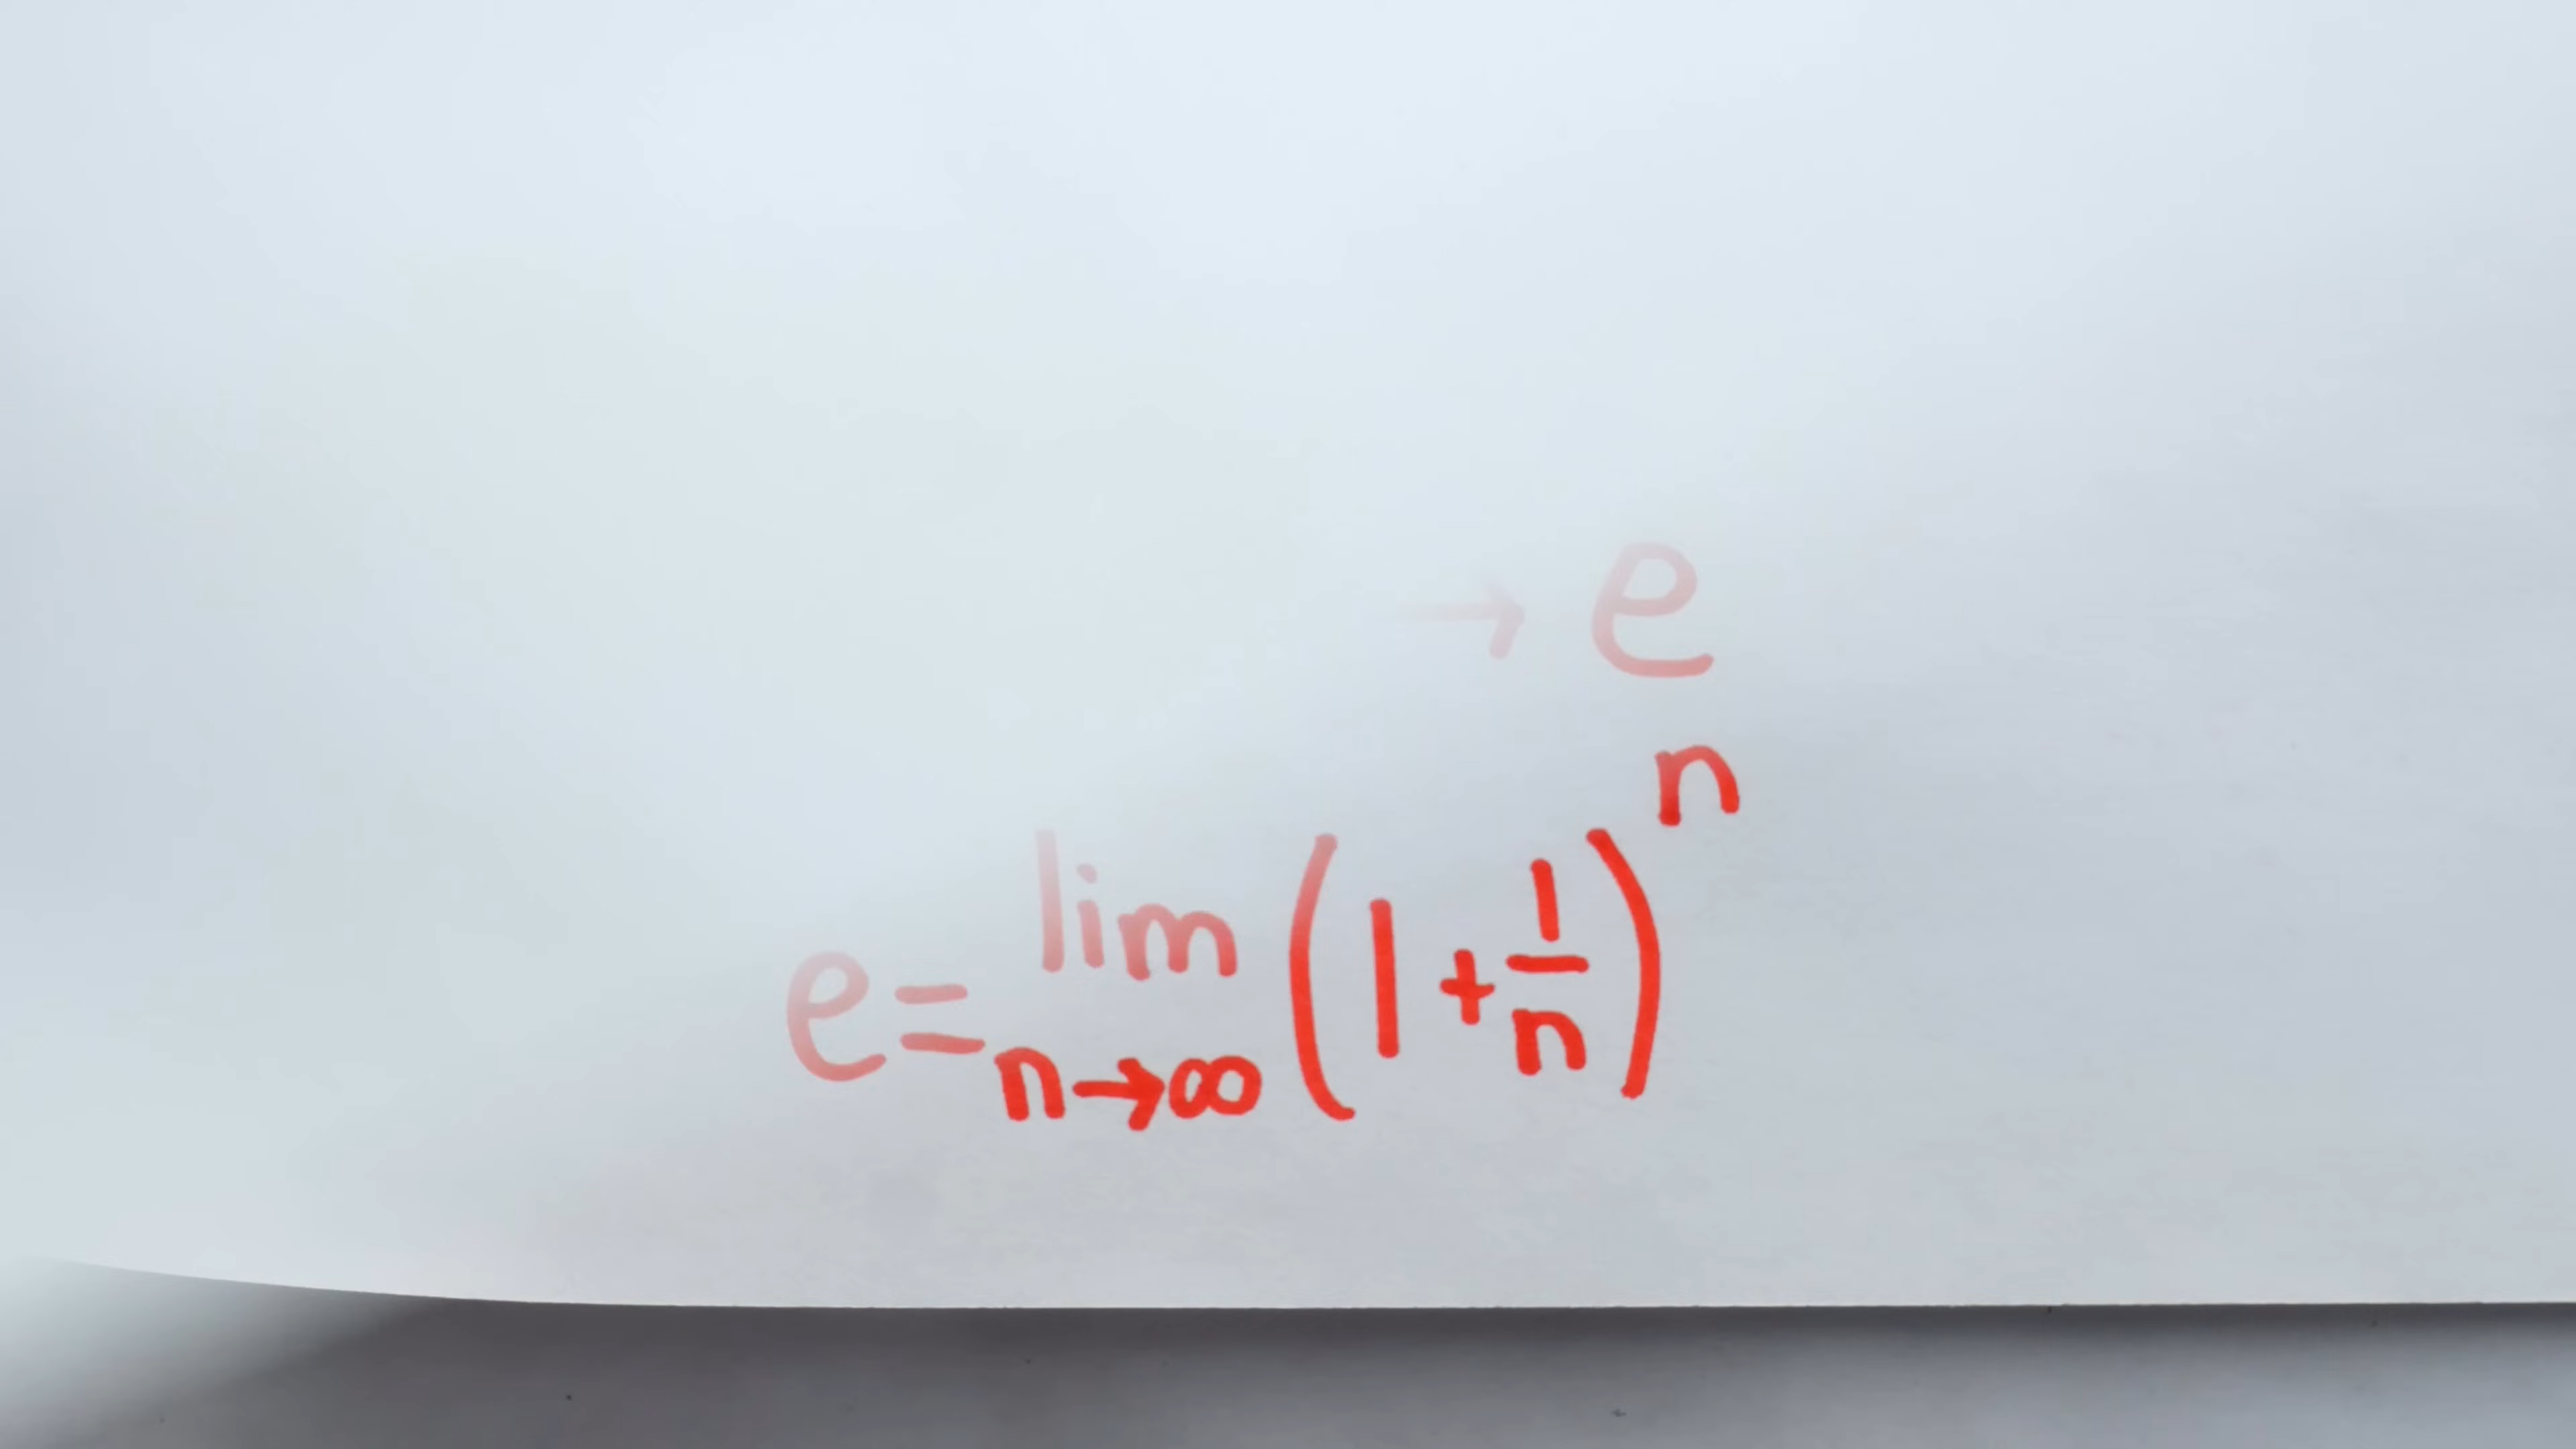 → e
e = lim n→∞ (1 + 1/n)^n